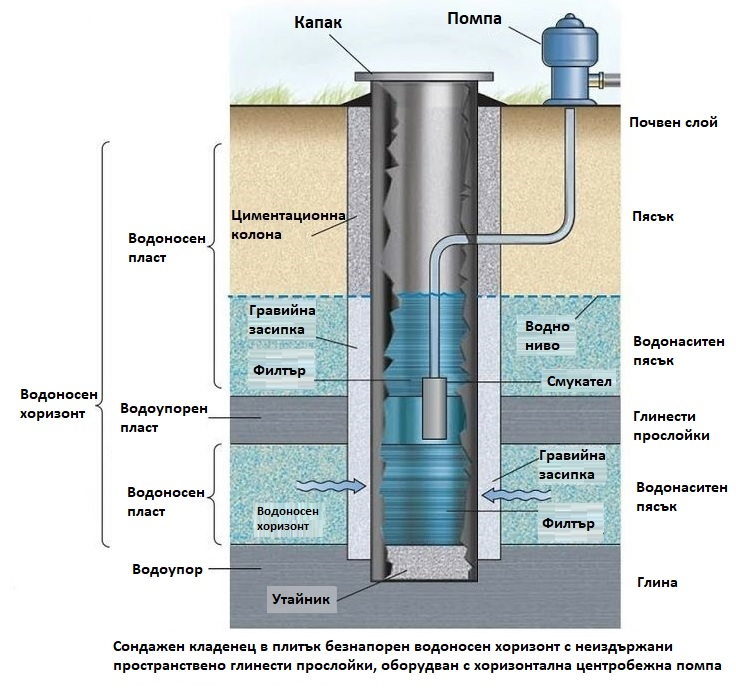 Капак
Помпа
Почвен слой
Циментационна
колона
Пясък
Водоносен
пласт
Гравийна
засипка
Водно
ниво
Водонаситен
пясък
Филтър
Смукател
Водоносен
хоризонт
Водоупорен
пласт
Глинести
прослойки
Гравийна
засипка
Водоносен
пласт
Водонаситен
пясък
Водоносен
хоризонт
Филтър
Водоупор
Глина
Утайник
Сондажен кладенец в плитък безнапорен водоносен хоризонт с неиздържани
пространствено глинести прослойки, оборудван с хоризонтална центробежна помпа